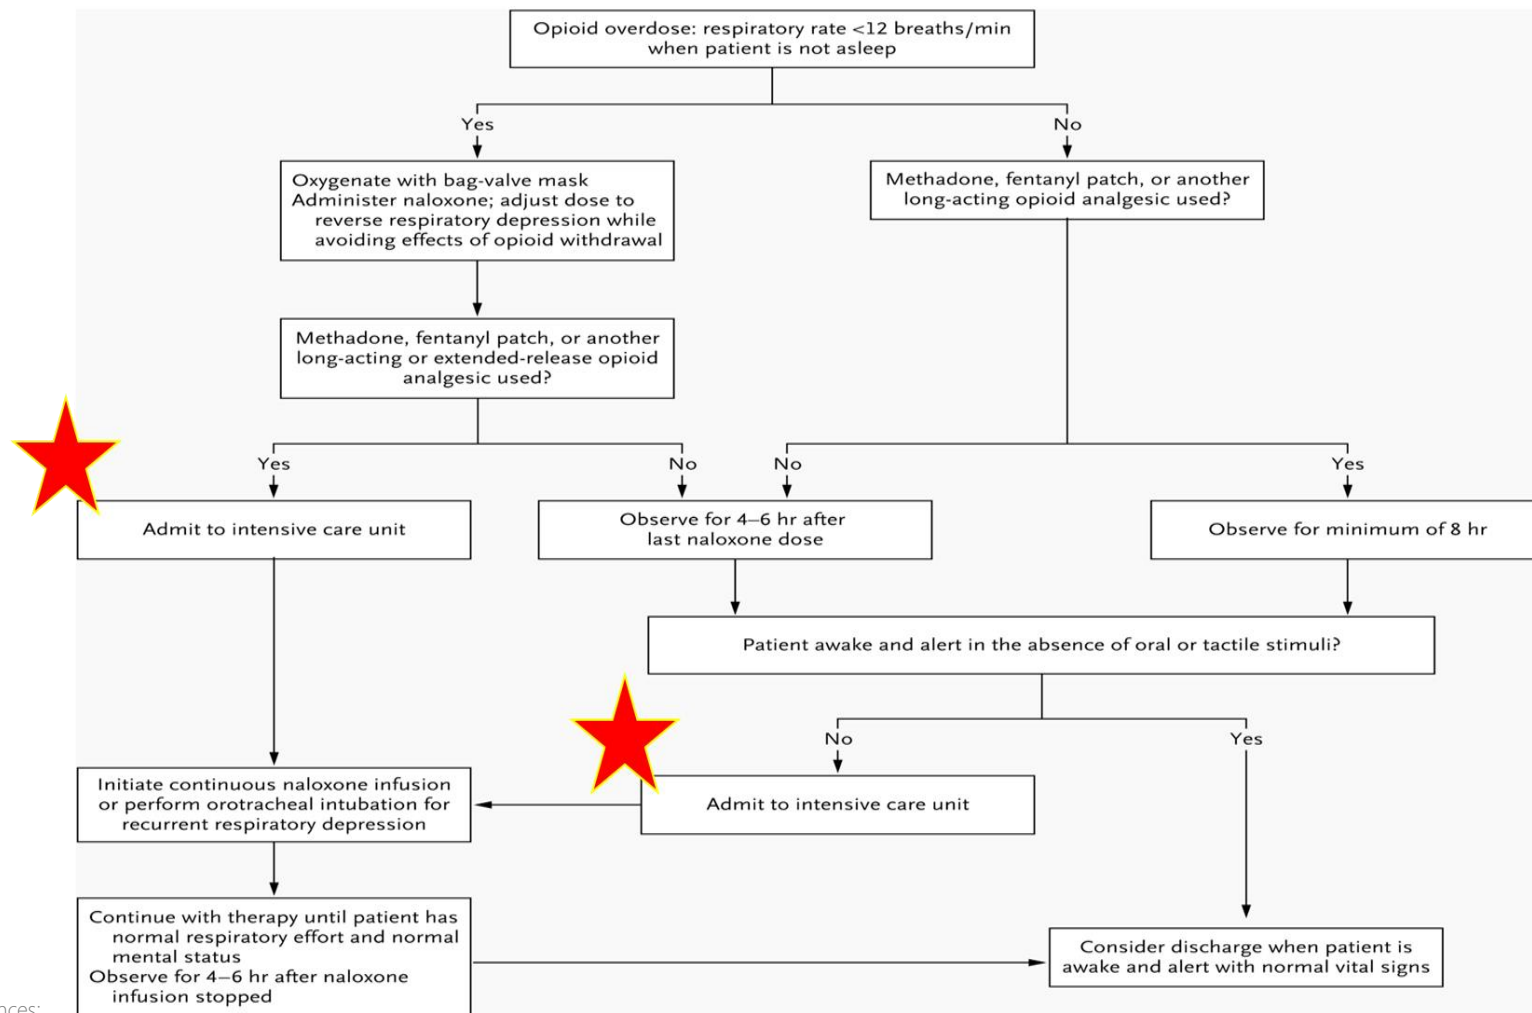 Opioid overdose: respiratory rate <12 breaths/min
when patient is not asleep
Yes
No
Oxygenate with bag-valve mask
Administer naloxone; adjust dose to
reverse respiratory depression while
avoiding effects of opioid withdrawal
Methadone, fentanyl patch, or another
long-acting opioid analgesic used?
Methadone, fentanyl patch, or another
long-acting or extended-release opioid
analgesic used?
Yes
No
No
Yes
Admit to intensive care unit
Observe for 4–6 hr after
last naloxone dose
Observe for minimum of 8 hr
Patient awake and alert in the absence of oral or tactile stimuli?
No
Yes
Initiate continuous naloxone infusion
or perform orotracheal intubation for
recurrent respiratory depression
Admit to intensive care unit
Continue with therapy until patient has
normal respiratory effort and normal
mental status
Observe for 4–6 hr after naloxone
infusion stopped
Consider discharge when patient is
awake and alert with normal vital signs